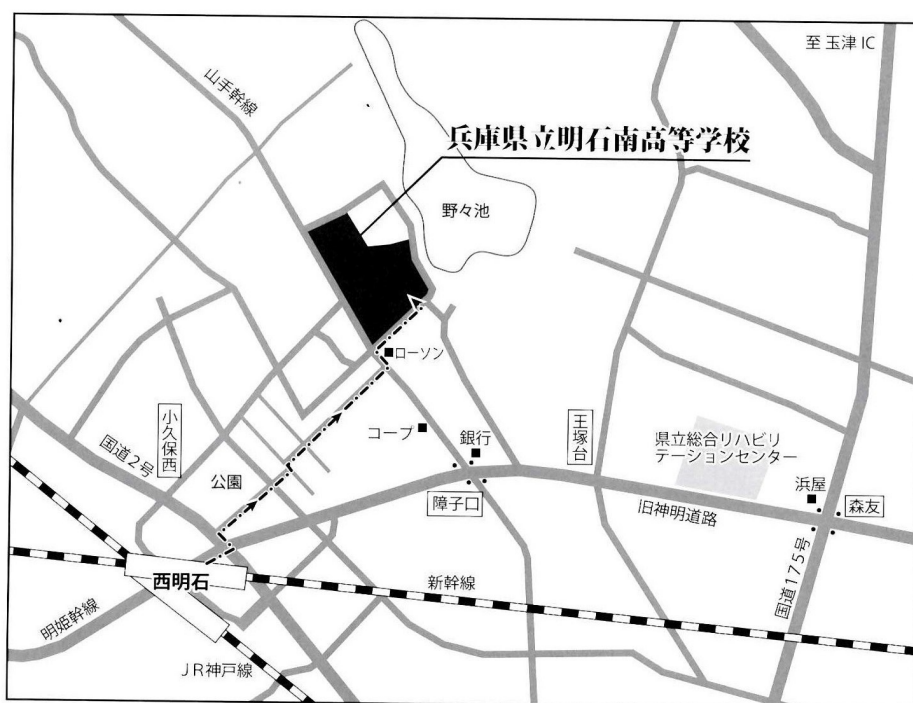 至 玉津 IC
山手幹線
兵庫県立明石南高等学校
野々池
ローソン
小久保西
国道2号
公園
コープ
銀行
障子口
王塚台
県立総合リハビリ
テーションセンター
浜屋
森友
旧神明道路
国道175号
西明石
新幹線
明姫幹線
JR神戸線